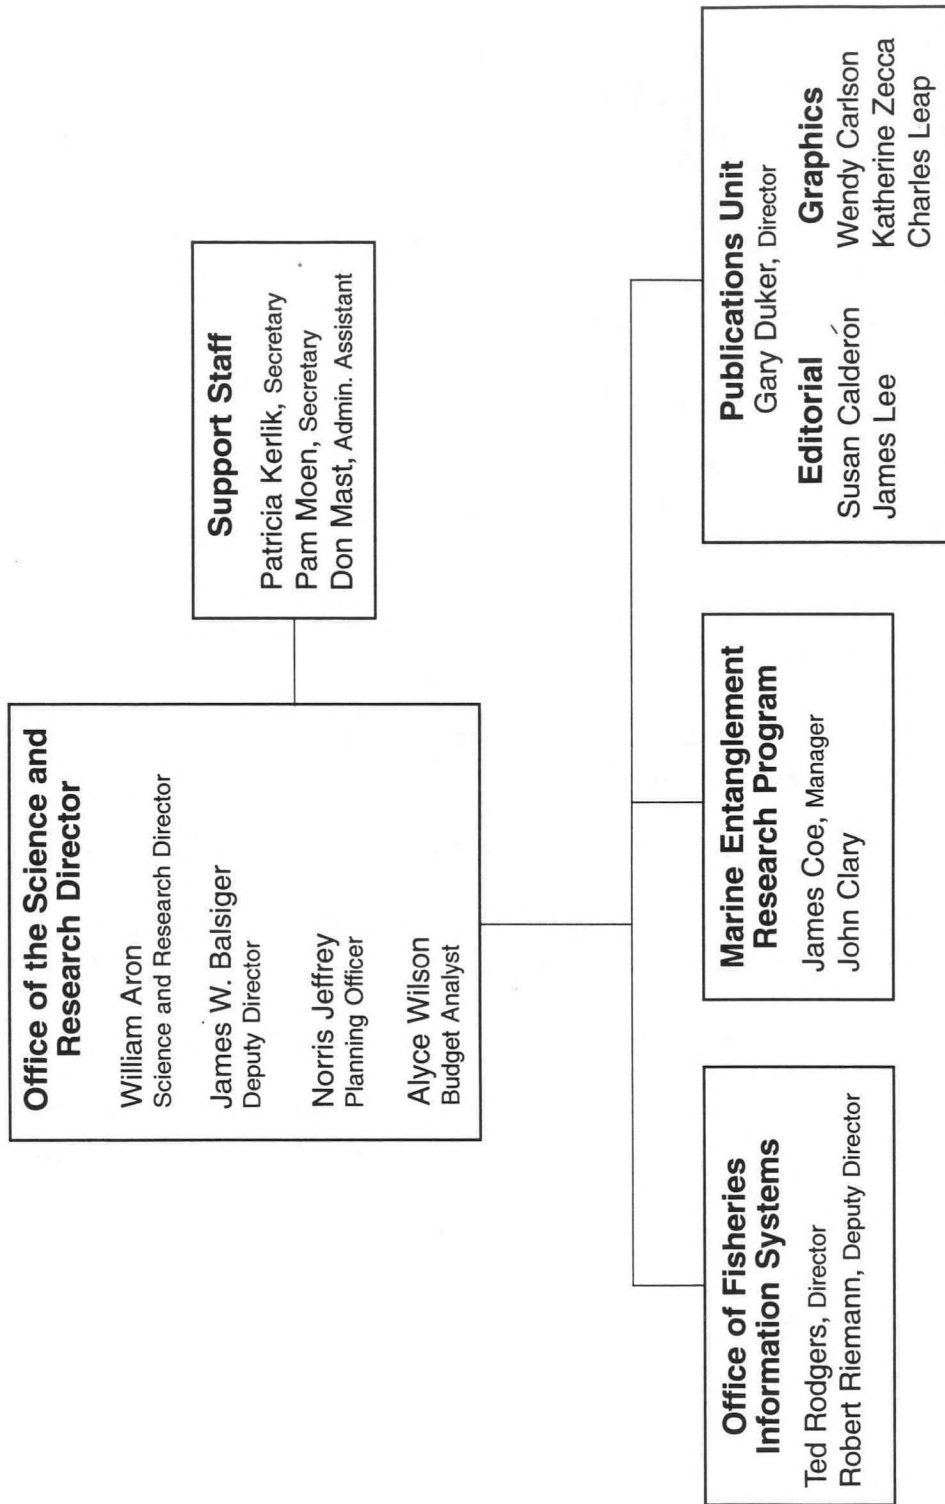 Office of the Science and
Research Director
William Aron
Science and Research Director
James W. Balsiger
Deputy Director
Norris Jeffrey
Planning Officer
Alyce Wilson
Budget Analyst
Support Staff
Patricia Kerlik, Secretary
Pam Moen, Secretary
Don Mast, Admin. Assistant
Office of Fisheries
Information Systems
Ted Rodgers, Director
Robert Riemann, Deputy Director
Marine Entanglement
Research Program
James Coe, Manager
John Clary
Publications Unit
Gary Duker, Director
Editorial
Susan Calderón
James Lee
Graphics
Wendy Carlson
Katherine Zecca
Charles Leap